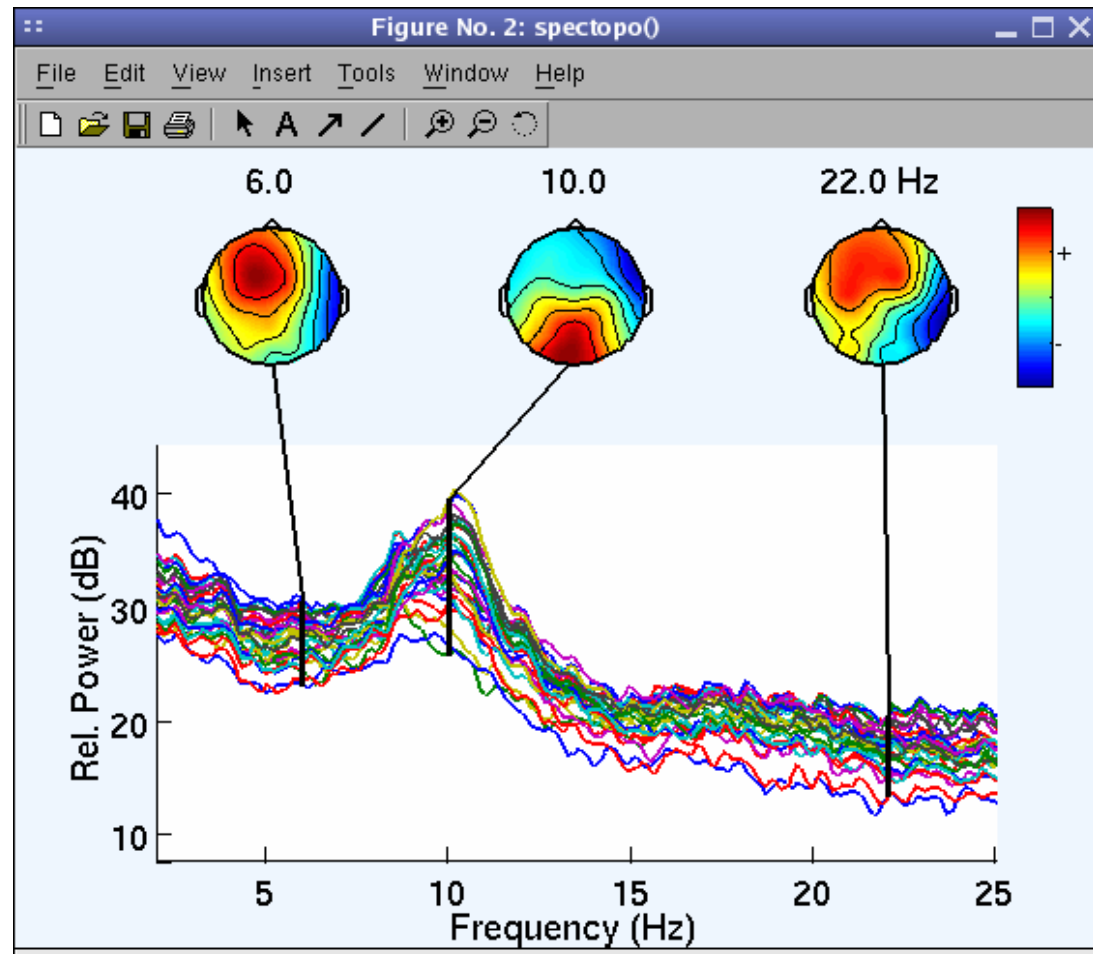 Figure No. 2: spectopo()
File Edit View Insert Tools Window Help
A
6.0 10.0 22.0 Hz
+
-
40
30
20
10
Rel. Power (dB)
5 10 15 20 25
Frequency (Hz)